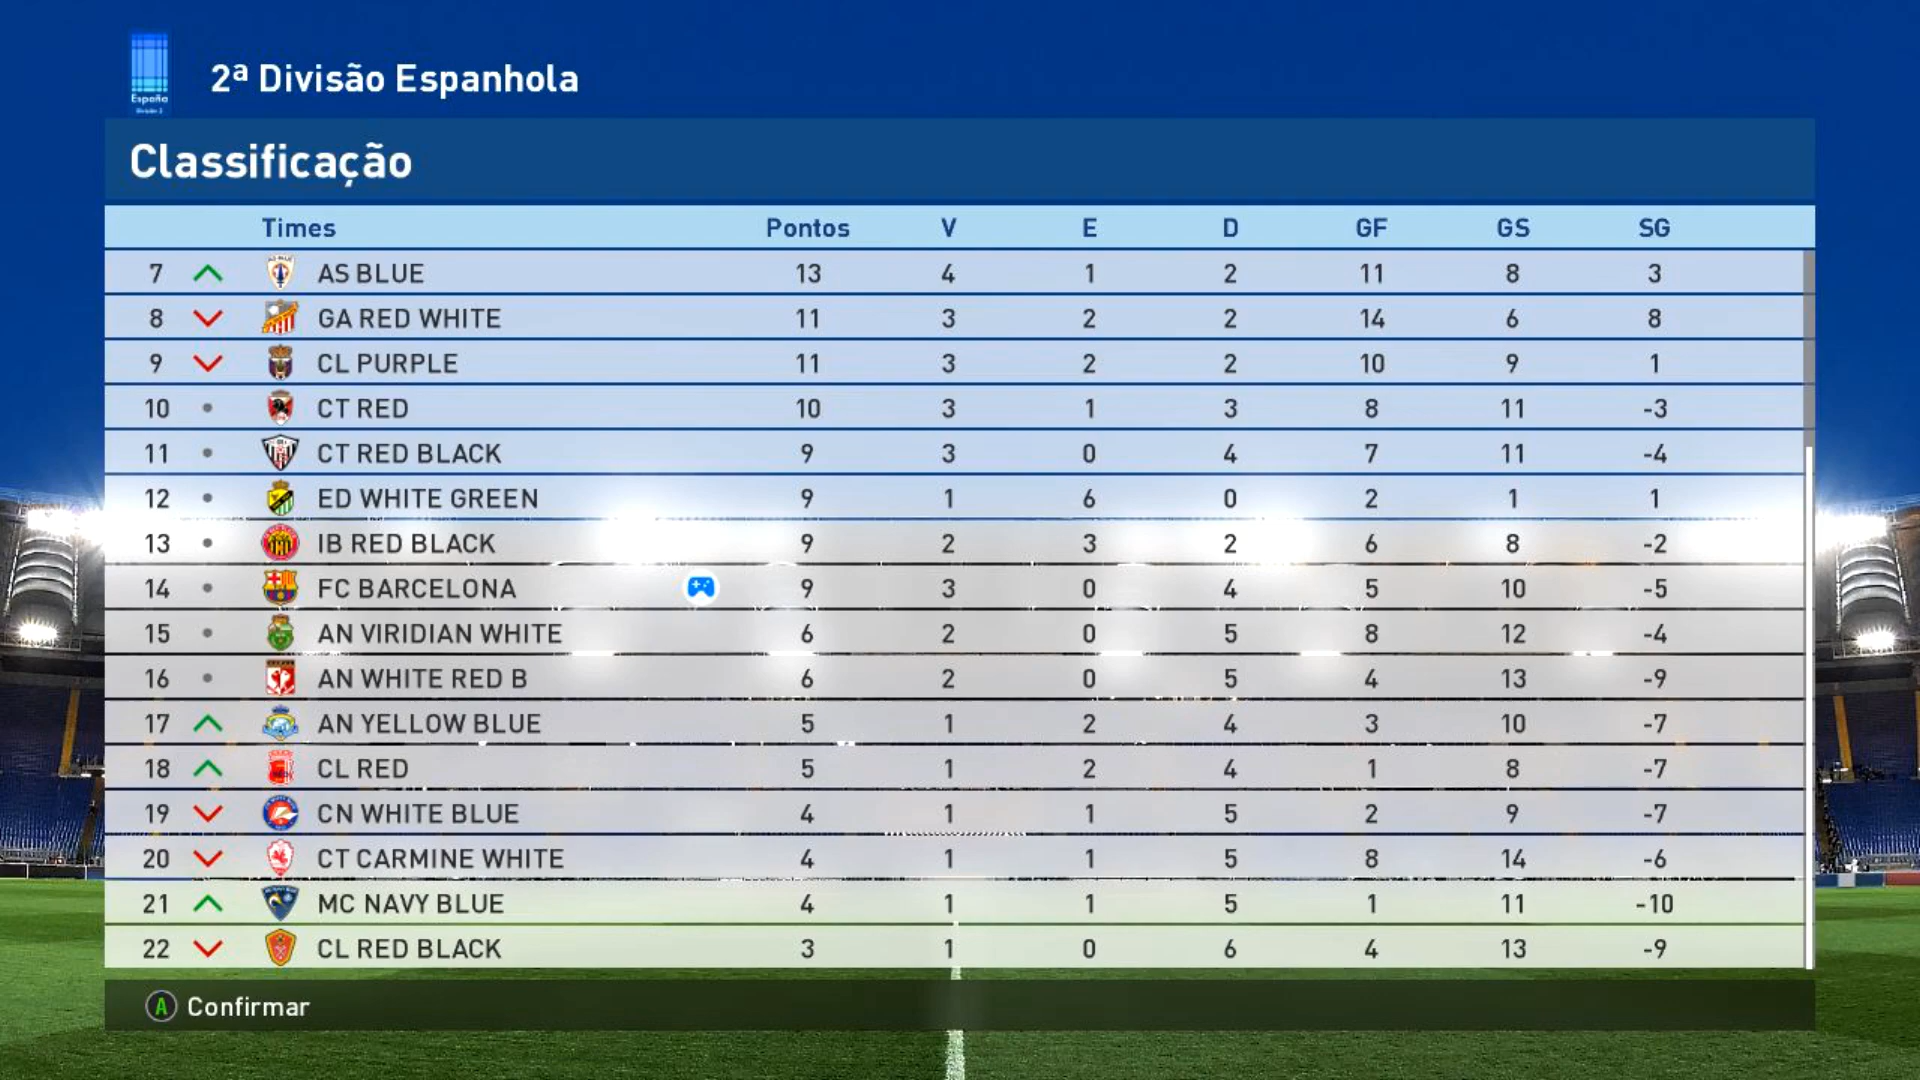 España
2ª Divisão Espanhola
Classificação
Times Pontos V E D GF GS SG
7 AS BLUE 13 4 1 2 11 8 3
8 GA RED WHITE 11 3 2 2 14 6 8
9 CL PURPLE 11 3 2 2 10 9 1
10 CT RED 10 3 1 3 8 11 -3
11 CT RED BLACK 9 3 0 4 7 11 -4
12 ED WHITE GREEN 9 1 6 0 2 1 1
13 IB RED BLACK 9 2 3 2 6 8 -2
14 FC BARCELONA 9 3 0 4 5 10 -5
15 AN VIRIDIAN WHITE 6 2 0 5 8 12 -4
16 AN WHITE RED B 6 2 0 5 4 13 -9
17 AN YELLOW BLUE 5 1 2 4 3 10 -7
18 CL RED 5 1 2 4 1 8 -7
19 CN WHITE BLUE 4 1 1 5 2 9 -7
20 CT CARMINE WHITE 4 1 1 5 8 14 -6
21 MC NAVY BLUE 4 1 1 5 1 11 -10
22 CL RED BLACK 3 1 0 6 4 13 -9
A Confirmar